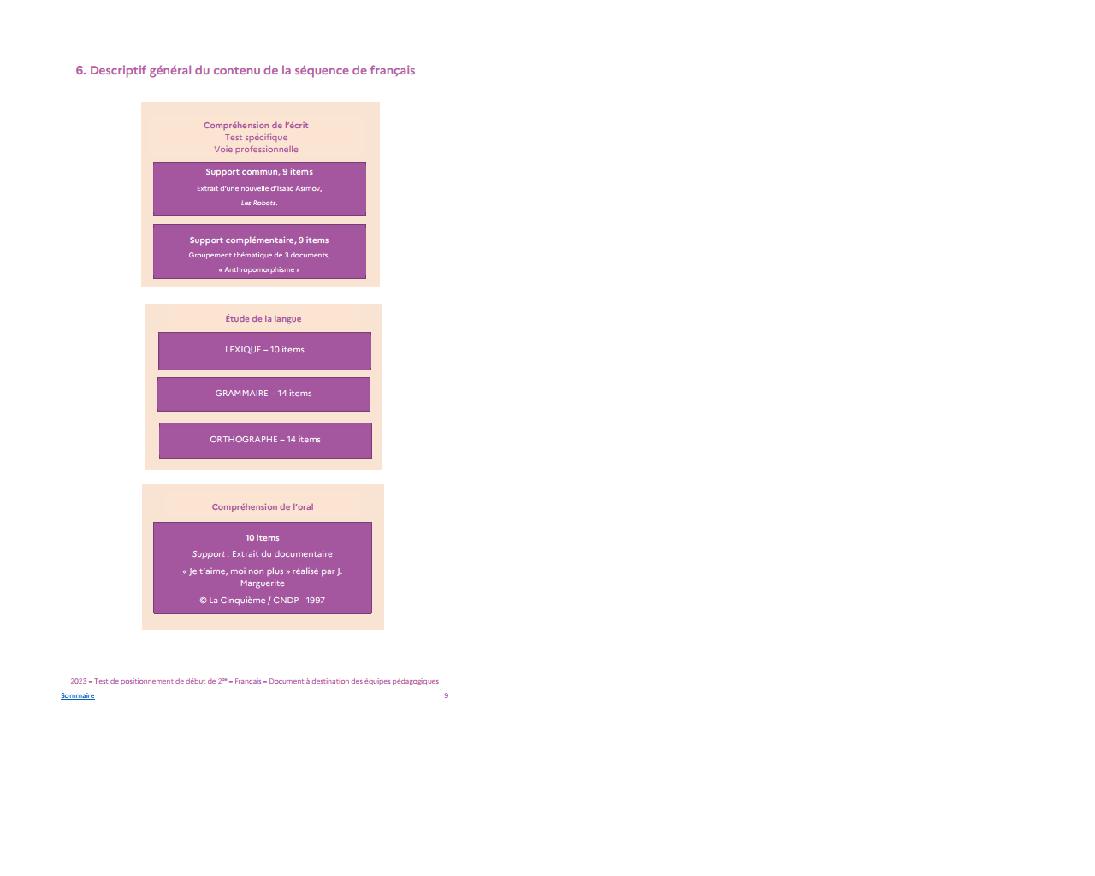 6. Descriptif général du contenu de la séquence de français
Compréhension de l'écrit
Test spécifique
Voie professionnelle
Support commun, 9 items
Extrait d'une nouvelle d'Isaac Asimov,
Les Robots.
Support complémentaire, 9 items
Groupement thématique de 3 documents
« Anthropomorphisme »
Étude de la langue
LEXIQUE – 10 items
GRAMMAIRE – 14 items
ORTHOGRAPHE – 14 items
Compréhension de l'oral
10 items
Support : Extrait du documentaire
« Je t'aime, moi non plus » réalisé par J.
Marguerite
© La Cinquième / CNDP - 1997
2023 – Test de positionnement de début de 2de – Français – Document à destination des équipes pédagogiques
Sommaire 9